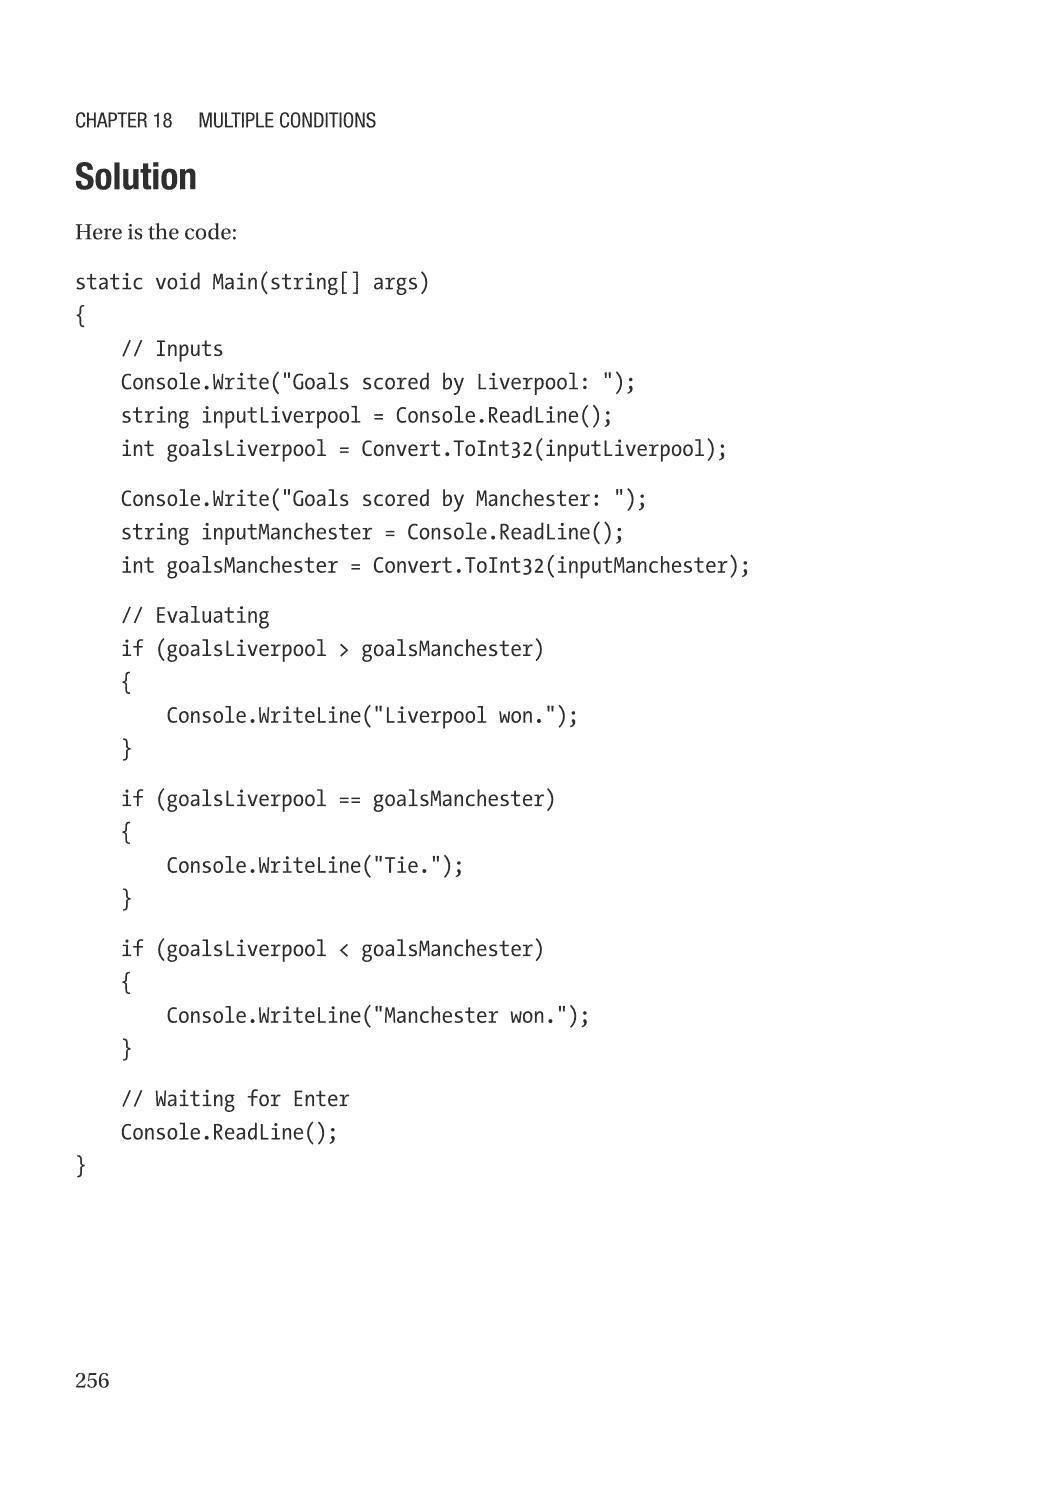 CHAPTER 18 MULTIPLE CONDITIONS
Solution
Here is the code:
static void Main(string[] args)
{
    // Inputs
    Console.Write("Goals scored by Liverpool: ");
    string inputLiverpool = Console.ReadLine();
    int goalsLiverpool = Convert.ToInt32(inputLiverpool);
    Console.Write("Goals scored by Manchester: ");
    string inputManchester = Console.ReadLine();
    int goalsManchester = Convert.ToInt32(inputManchester);
    // Evaluating
    if (goalsLiverpool > goalsManchester)
    {
        Console.WriteLine("Liverpool won.");
    }
    if (goalsLiverpool == goalsManchester)
    {
        Console.WriteLine("Tie.");
    }
    if (goalsLiverpool < goalsManchester)
    {
        Console.WriteLine("Manchester won.");
    }
    // Waiting for Enter
    Console.ReadLine();
}
256